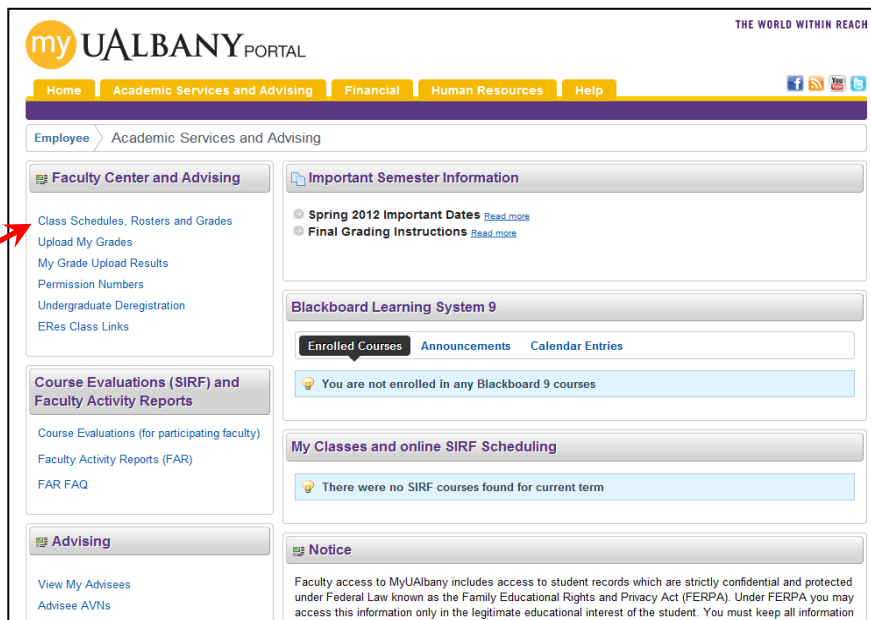 THE WORLD WITHIN REACH
my UALBANY PORTAL
Home Academic Services and Advising Financial Human Resources Help
Employee Academic Services and Advising
Faculty Center and Advising
Class Schedules, Rosters and Grades
Upload My Grades
My Grade Upload Results
Permission Numbers
Undergraduate Deregistration
ERes Class Links
Course Evaluations (SIRF) and
Faculty Activity Reports
Course Evaluations (for participating faculty)
Faculty Activity Reports (FAR)
FAR FAQ
Advising
View My Advisees
Advisee AVNs
Important Semester Information
Spring 2012 Important Dates Read more
Final Grading Instructions Read more
Blackboard Learning System 9
Enrolled Courses Announcements Calendar Entries
You are not enrolled in any Blackboard 9 courses
My Classes and online SIRF Scheduling
There were no SIRF courses found for current term
Notice
Faculty access to MyUAlbany includes access to student records which are strictly confidential and protected
under Federal Law known as the Family Educational Rights and Privacy Act (FERPA). Under FERPA you may
access this information only in the legitimate educational interest of the student. You must keep all information